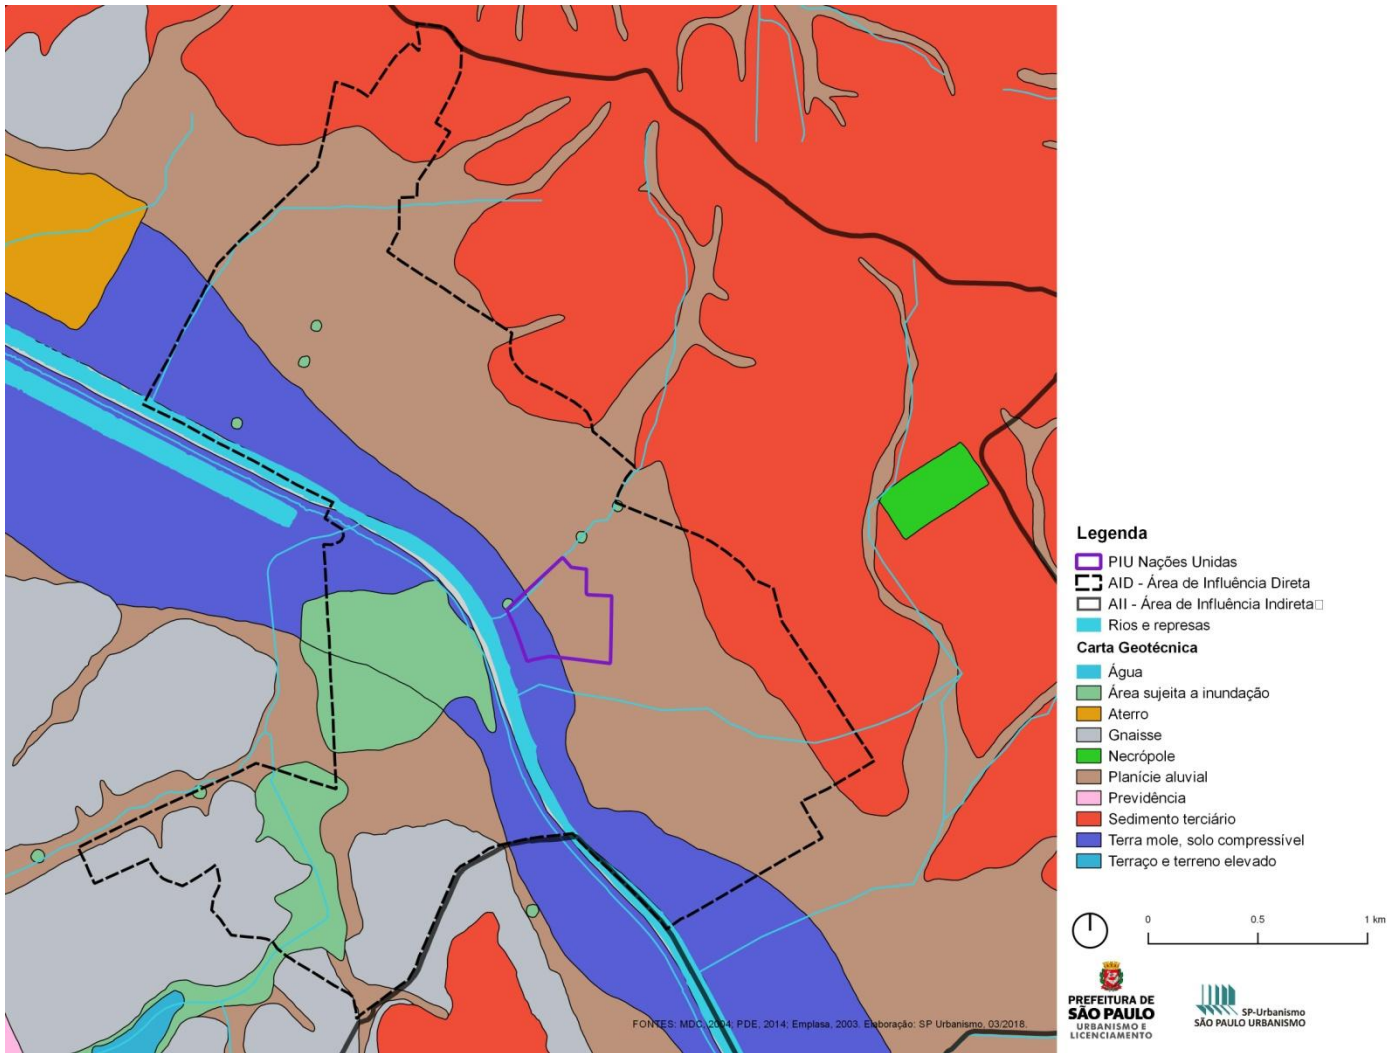 Legenda
PIU Nações Unidas
AID - Área de Influência Direta
AII - Área de Influência Indireta□
Rios e represas
Carta Geotécnica
Água
Área sujeita a inundação
Aterro
Gnaisse
Necrópole
Planície aluvial
Previdência
Sedimento terciário
Terra mole, solo compressível
Terraço e terreno elevado
0 0.5 1 km
PREFEITURA DE
SÃO PAULO
URBANISMO E
LICENCIAMENTO
SP-Urbanismo
SÃO PAULO URBANISMO
FONTES: MDC, 2004; PDE, 2014; Emplasa, 2003. Elaboração: SP Urbanismo, 03/2018.